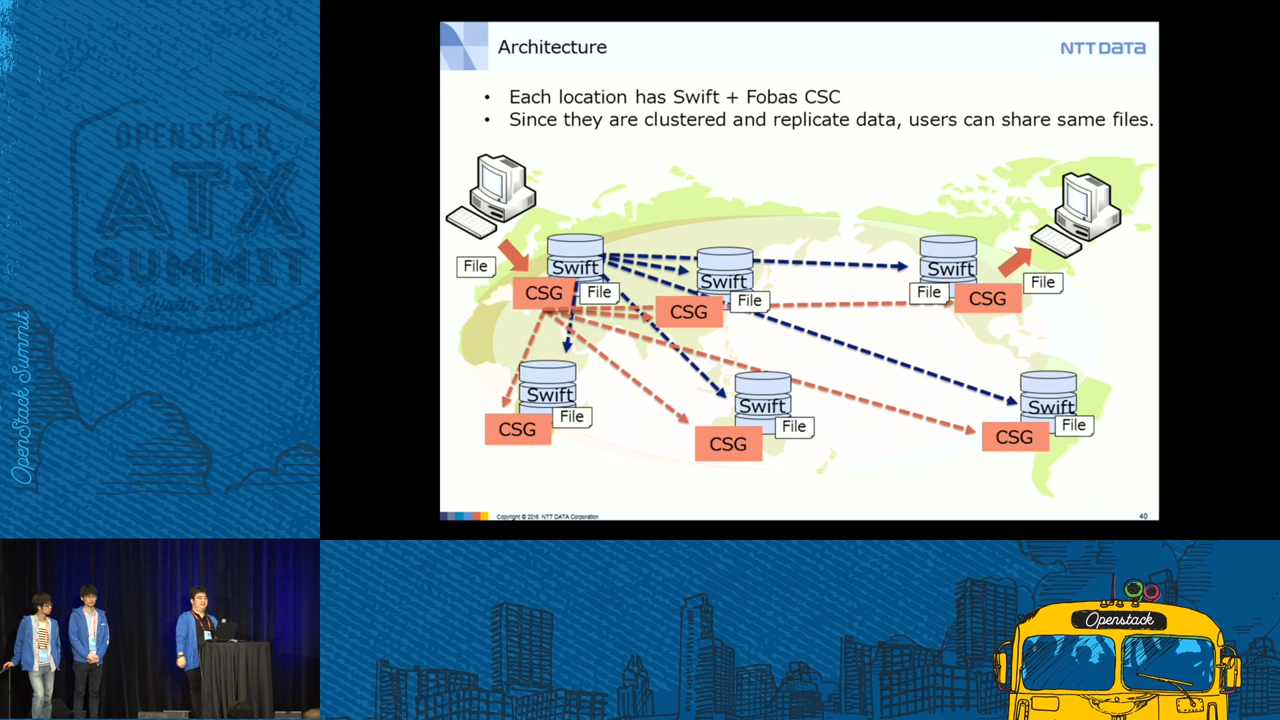 OPENSTACK
ATX
SUMMIT
OpenStack Summit
Architecture
NTT DATA
• Each location has Swift + Fobas CSC
• Since they are clustered and replicate data, users can share same files.
File
Swift
CSG
File
Swift
CSG
File
Swift
File
CSG
File
Swift
File
CSG
Swift
File
CSG
Swift
File
CSG
Copyright © 2016 NTT DATA Corporation
40
Openstack